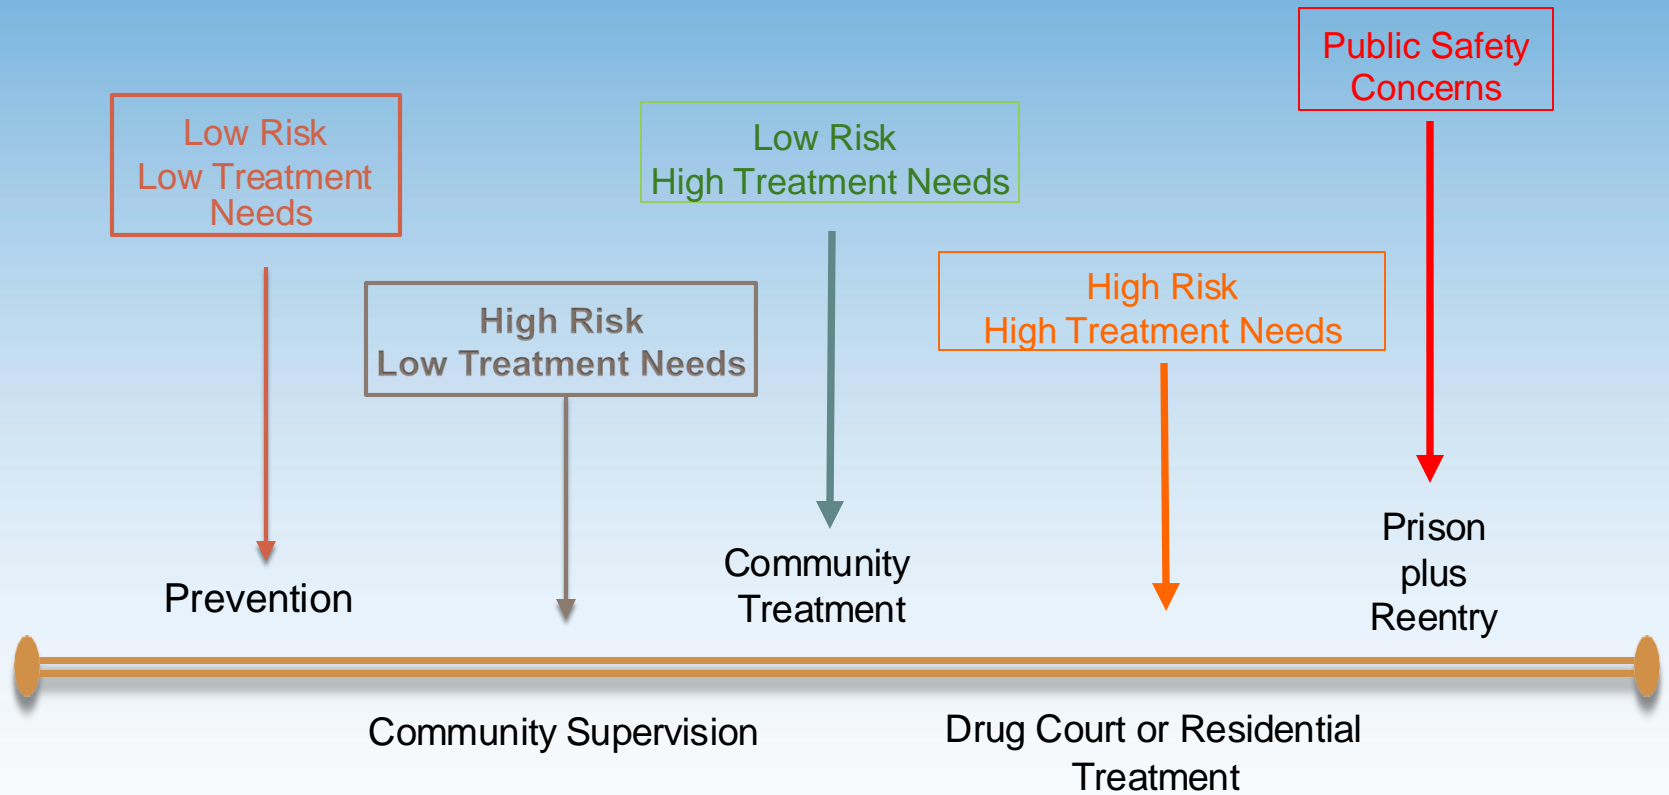 Public Safety
Concerns
Low Risk
Low Treatment
Needs
Low Risk
High Treatment Needs
High Risk
Low Treatment Needs
High Risk
High Treatment Needs
Prevention
Community
Treatment
Prison
plus
Reentry
Community Supervision
Drug Court or Residential
Treatment